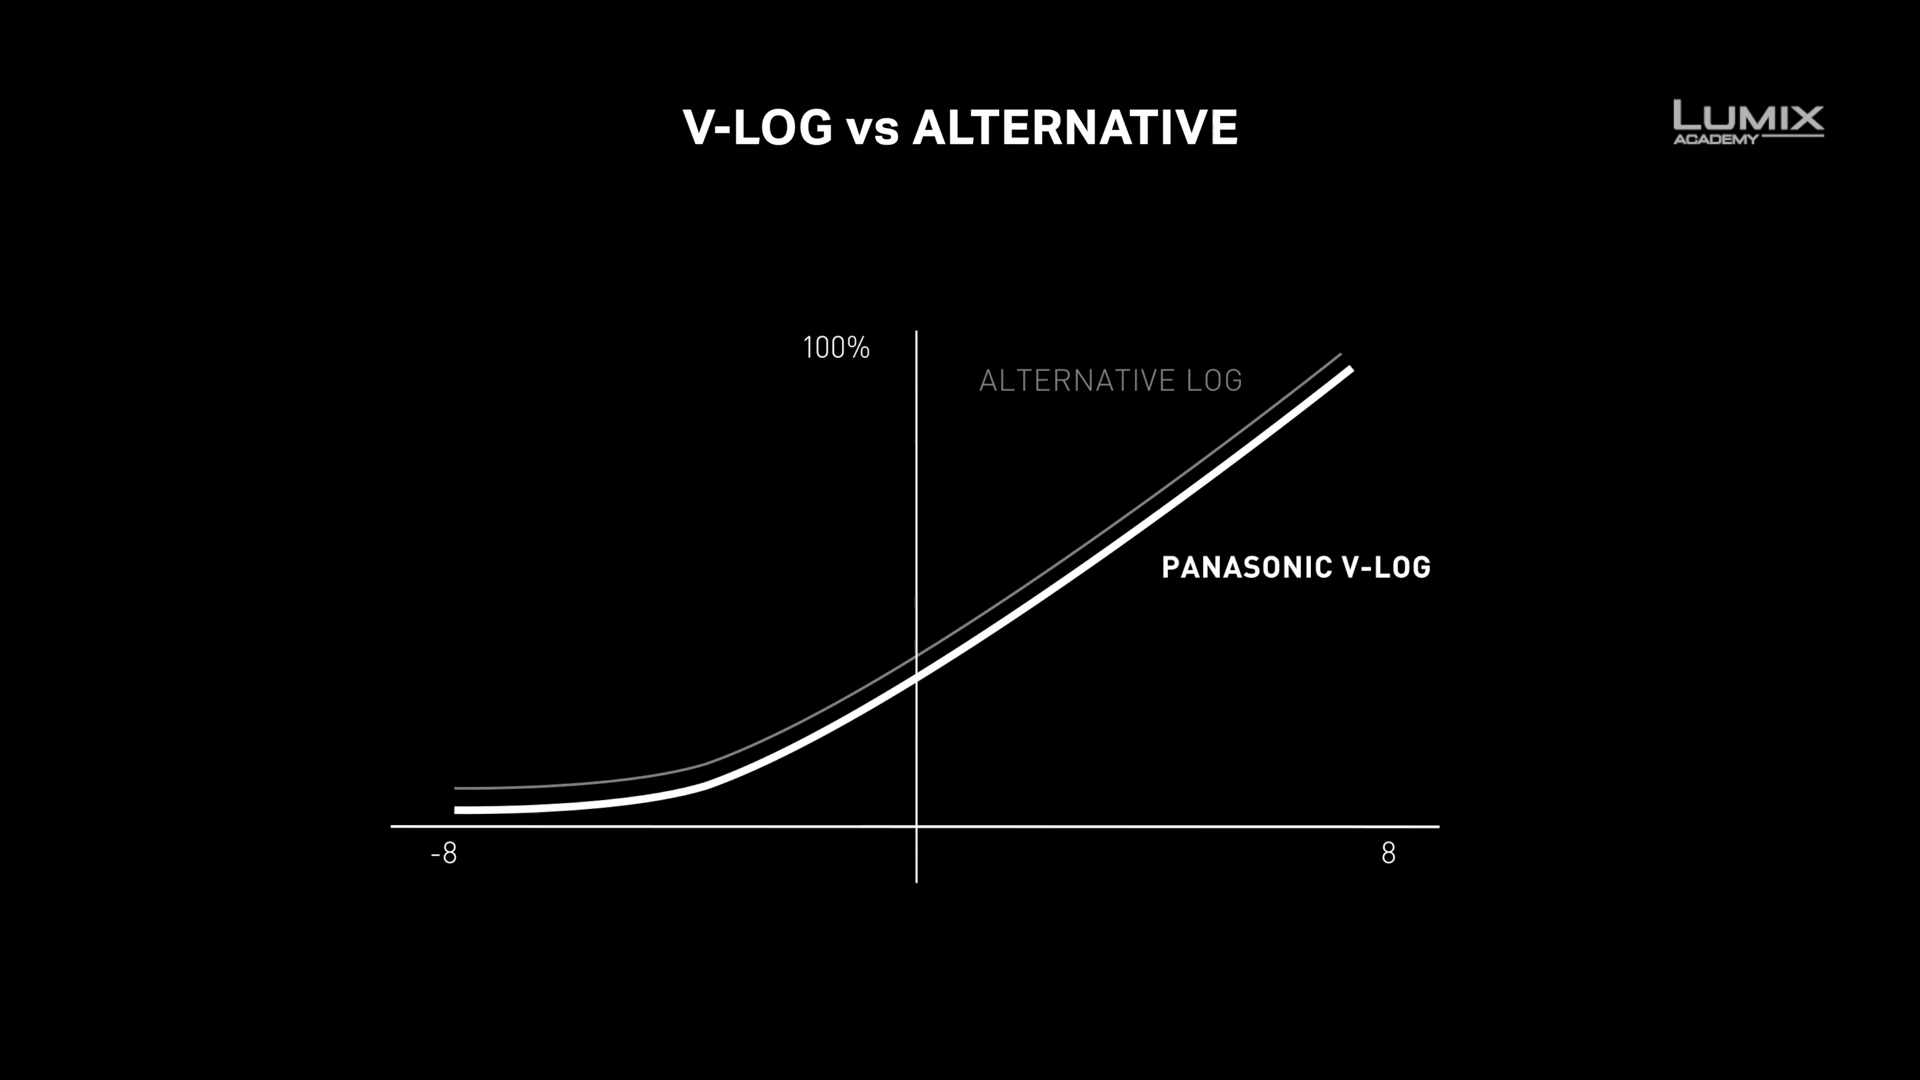 V-LOG vs ALTERNATIVE
LUMIX
ACADEMY
100%
ALTERNATIVE LOG
PANASONIC V-LOG
-8
8